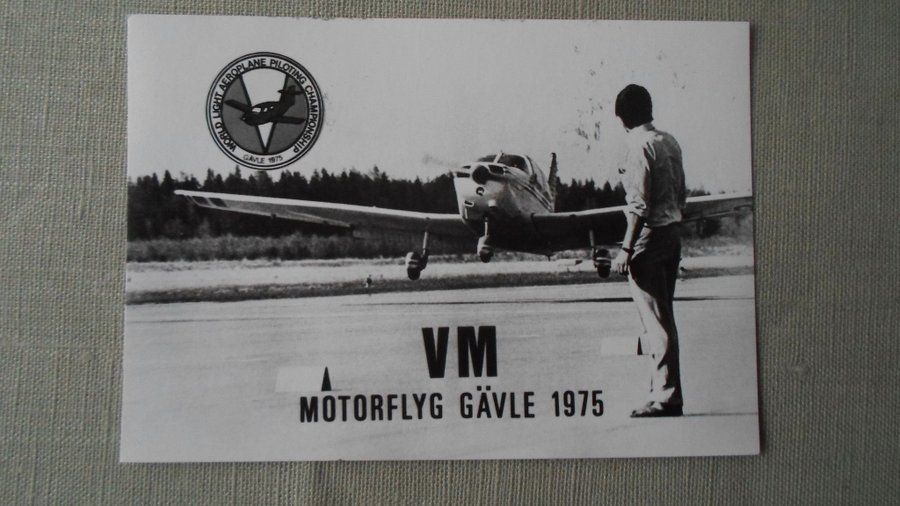 WORLD LIGHT AEROPLANE PILOTING CHAMPIONSHIP
GÄVLE 1975
VM
MOTORFLYG GÄVLE 1975